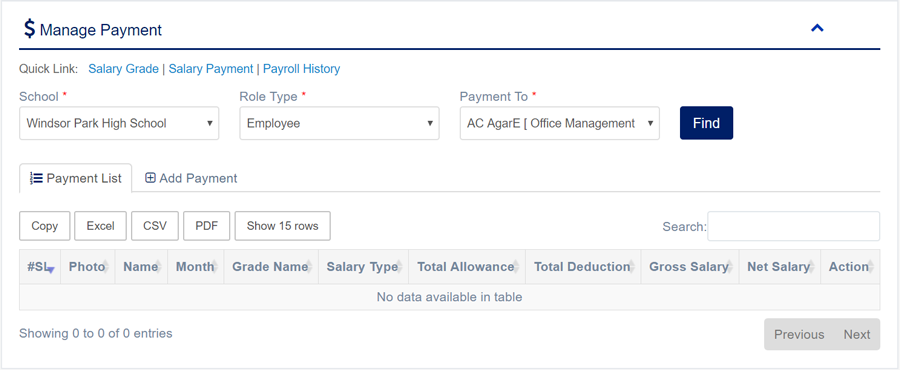 $ Manage Payment
Quick Link: Salary Grade | Salary Payment | Payroll History
School * Role Type * Payment To *
Windsor Park High School Employee AC AgarE [ Office Management Find
Payment List Add Payment
Copy Excel CSV PDF Show 15 rows Search:
#SL Photo Name Month Grade Name Salary Type Total Allowance Total Deduction Gross Salary Net Salary Action
No data available in table
Showing 0 to 0 of 0 entries Previous Next